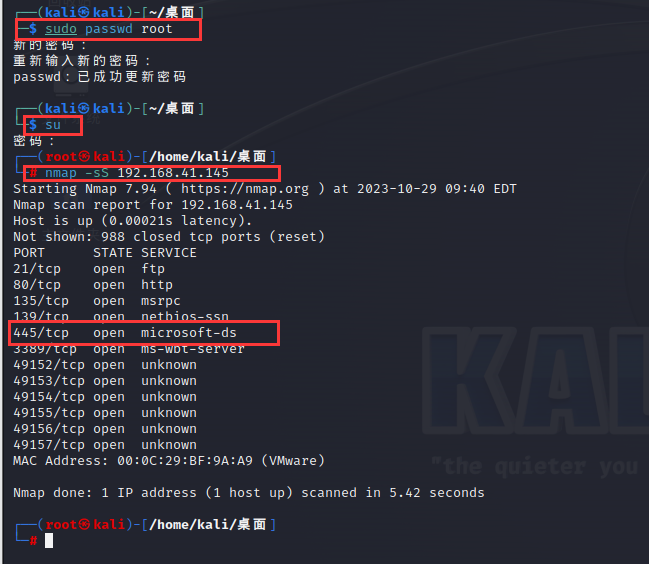 ┌──(kali㉿kali)-[~/桌面]
└─$ sudo passwd root
新的密码：
重新输入新的密码：
passwd：已成功更新密码
┌──(kali㉿kali)-[~/桌面]
└─$ su
密码：
┌──(root㉿kali)-[/home/kali/桌面]
└─# nmap -sS 192.168.41.145
Starting Nmap 7.94 ( https://nmap.org ) at 2023-10-29 09:40 EDT
Nmap scan report for 192.168.41.145
Host is up (0.00021s latency).
Not shown: 988 closed tcp ports (reset)
PORT      STATE SERVICE
21/tcp    open  ftp
80/tcp    open  http
135/tcp   open  msrpc
139/tcp   open  netbios-ssn
445/tcp   open  microsoft-ds
3389/tcp  open  ms-wbt-server
49152/tcp open  unknown
49153/tcp open  unknown
49154/tcp open  unknown
49155/tcp open  unknown
49156/tcp open  unknown
49157/tcp open  unknown
MAC Address: 00:0C:29:BF:9A:A9 (VMware)
Nmap done: 1 IP address (1 host up) scanned in 5.42 seconds
┌──(root㉿kali)-[/home/kali/桌面]
└─#
KAL
"the quieter you